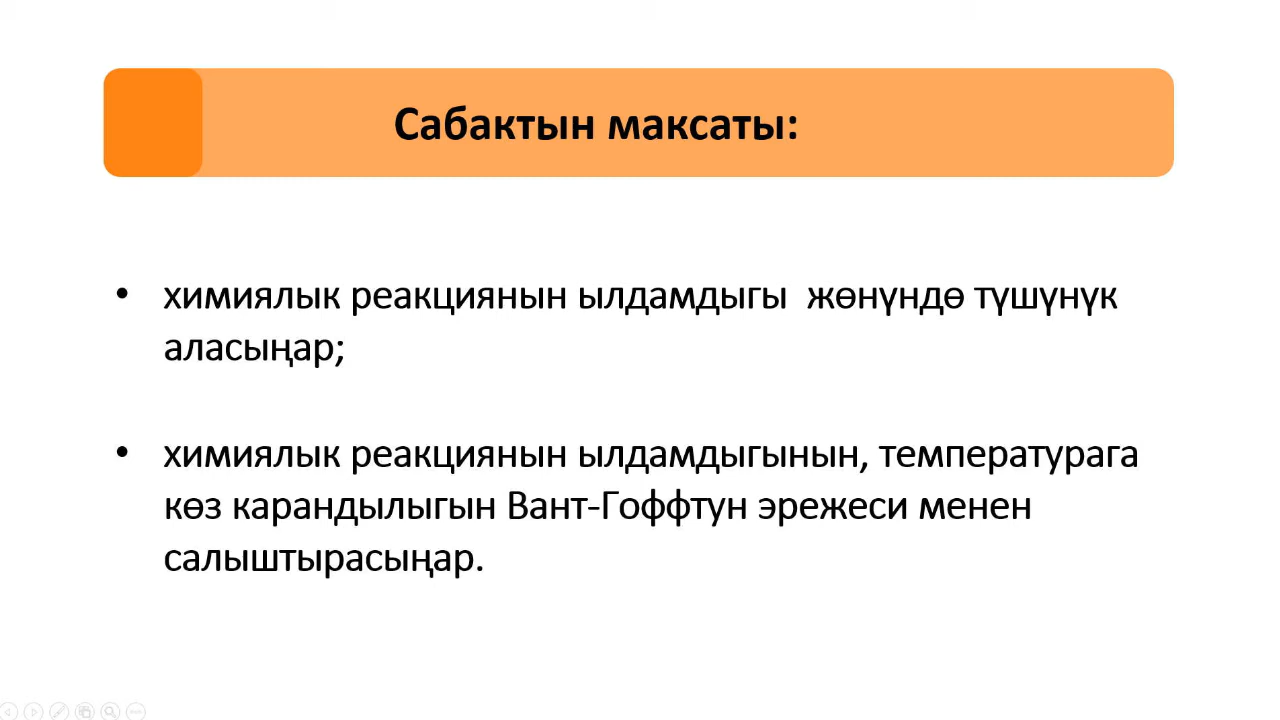 Сабактын максаты:
• химиялык реакциянын ылдамдыгы  жөнүндө түшүнүк
аласыңар;
• химиялык реакциянын ылдамдыгынын, температурага
көз карандылыгын Вант-Гоффтун эрежеси менен
салыштырасыңар.